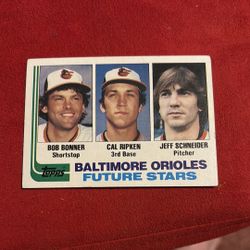 BOB BONNER
Shortstop
CAL RIPKEN
3rd Base
JEFF SCHNEIDER
Pitcher
topps
BALTIMORE ORIOLES
FUTURE STARS